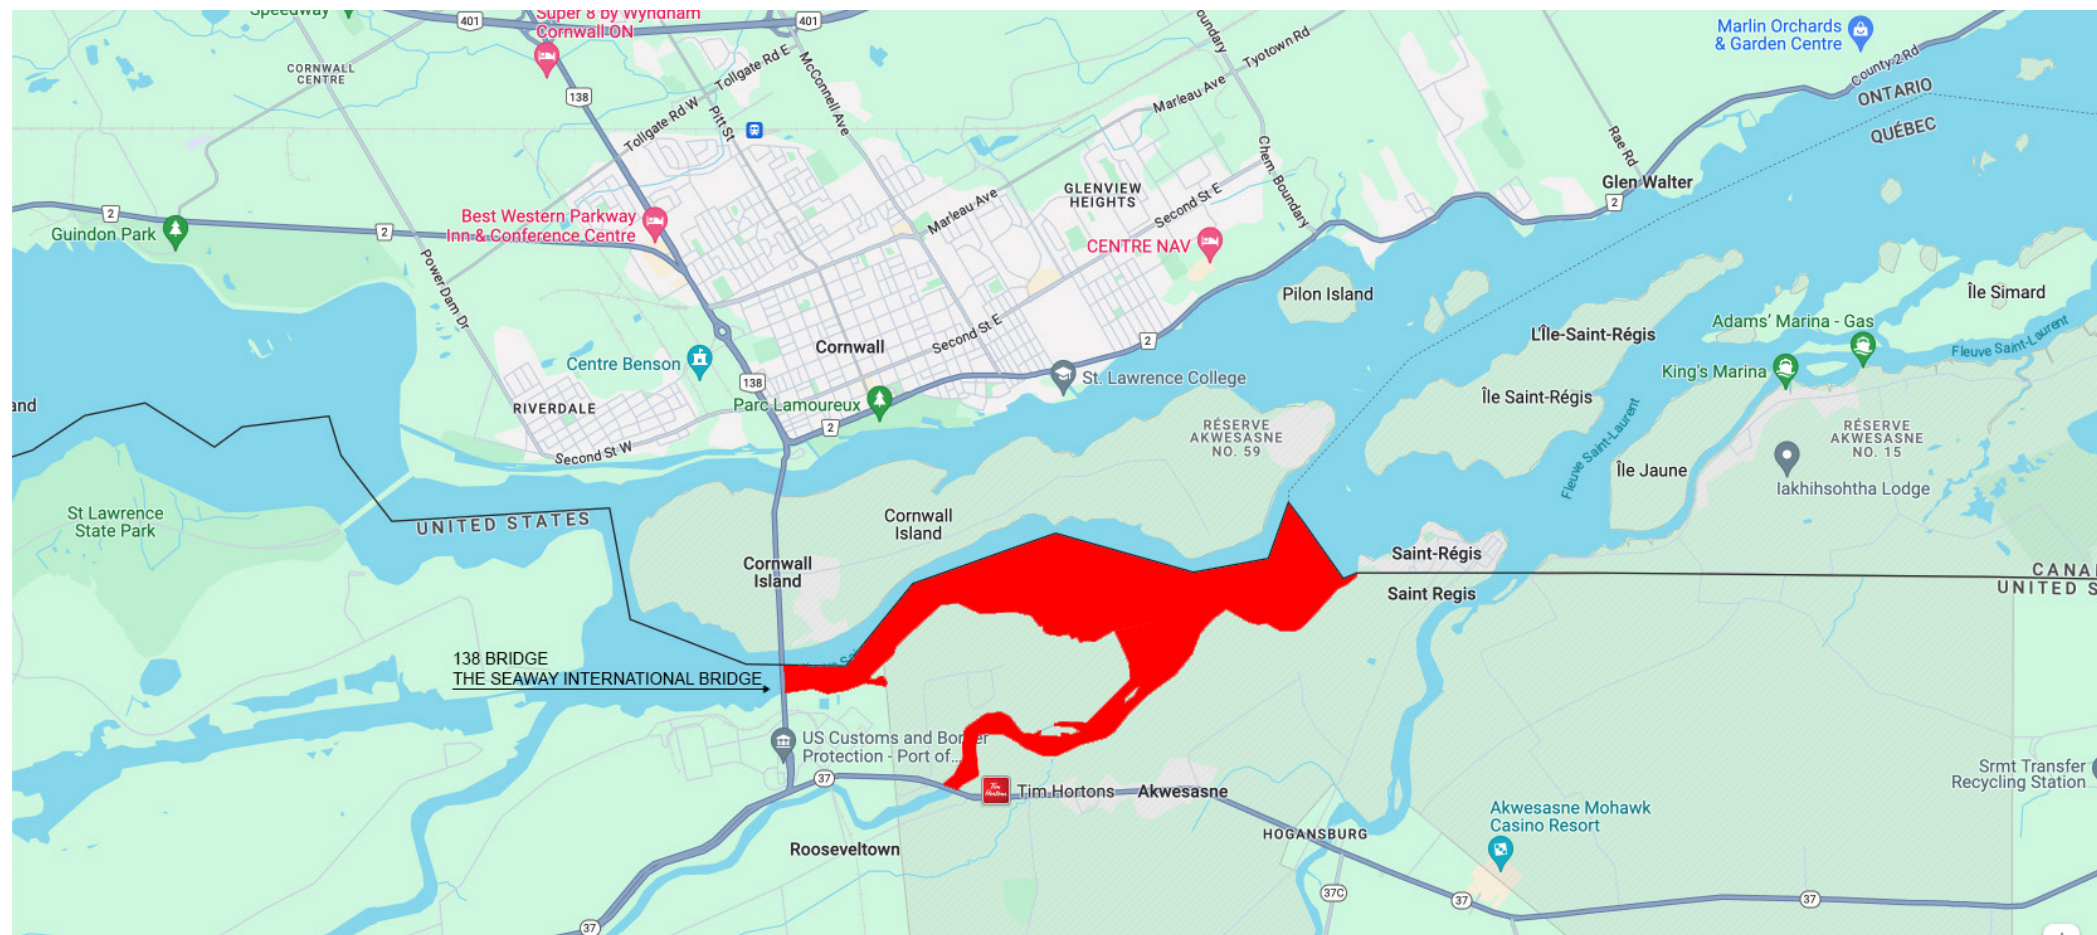 Speedway
Super 8 by Wyndham
Cornwall ON
401
401
Marlin Orchards
& Garden Centre
CORNWALL
CENTRE
138
Tollgate Rd W
Tollgate Rd E
Pitt St
McConnell Ave
Marleau Ave
Tyotown Rd
Chem. Boundary
County 2 Rd
ONTARIO
QUÉBEC
Rae Rd
Glen Walter
2
2
Guindon Park
2
Best Western Parkway
Inn & Conference Centre
Power Dam Dr
Marleau Ave
GLENVIEW
HEIGHTS
Second St E
CENTRE NAV
Pilon Island
Île Simard
L'Île-Saint-Régis
Adams' Marina - Gas
Fleuve Saint-Laurent
King's Marina
Cornwall
Second St E
2
Centre Benson
138
St. Lawrence College
Parc Lamoureux
2
RIVERDALE
Second St W
Île Saint-Régis
Fleuve Saint-Laurent
RÉSERVE
AKWESASNE
NO. 59
RÉSERVE
AKWESASNE
NO. 15
Île Jaune
Iakhihsohtha Lodge
St Lawrence
State Park
UNITED STATES
Cornwall
Island
Cornwall
Island
Saint-Régis
Saint Regis
CANA
UNITED S
138 BRIDGE
THE SEAWAY INTERNATIONAL BRIDGE
US Customs and Border
Protection - Port of...
37
Tim Hortons
Akwesasne
Srmt Transfer
Recycling Station
Akwesasne Mohawk
Casino Resort
HOGANSBURG
Rooseveltown
37C
37
37
37